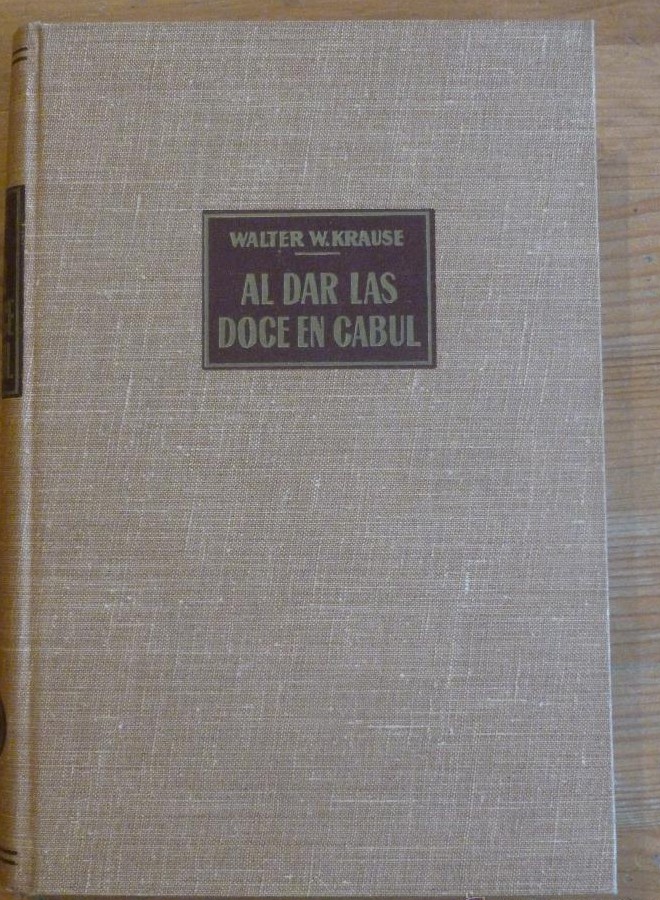 WALTER W. KRAUSE
AL DAR LAS
DOCE EN CABUL